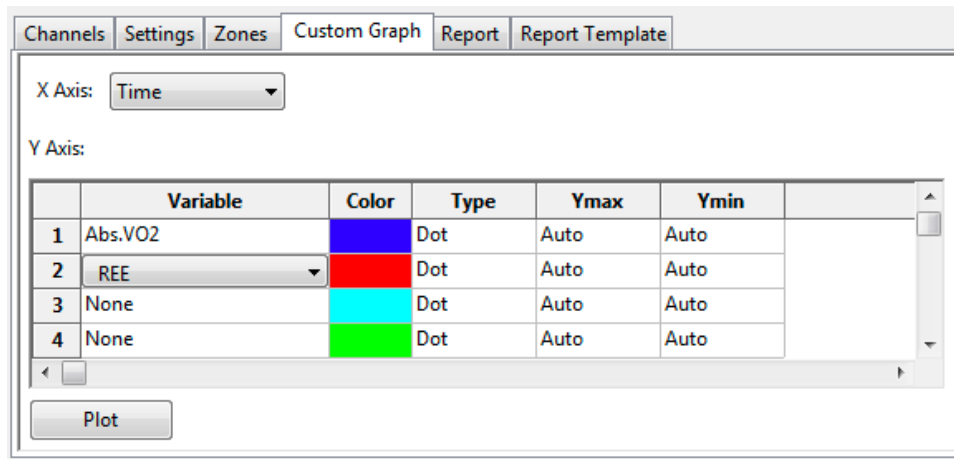 Channels Settings Zones Custom Graph Report Report Template
X Axis: Time
Y Axis:
Variable Color Type Ymax Ymin
1 Abs.VO2 Dot Auto Auto
2 REE Dot Auto Auto
3 None Dot Auto Auto
4 None Dot Auto Auto
Plot